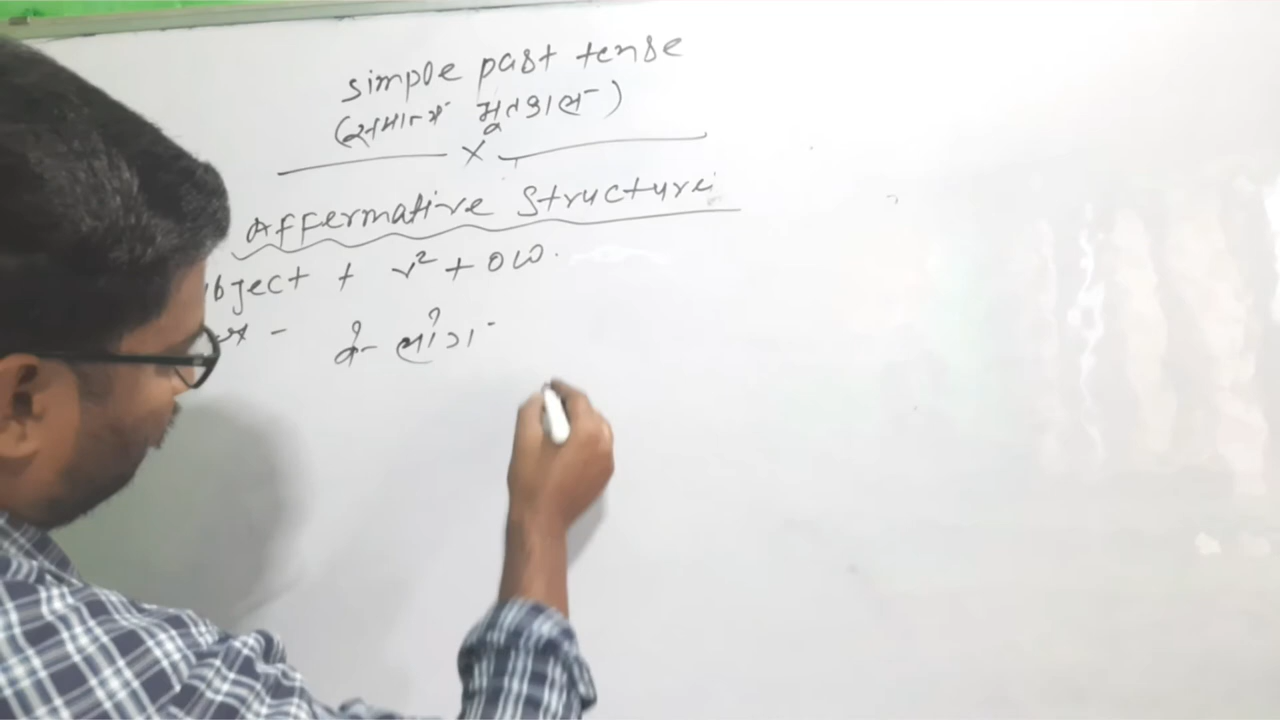 simple past tense
(सामान्य भूतकाल)
Affermative Structure
bject + v² + ow.